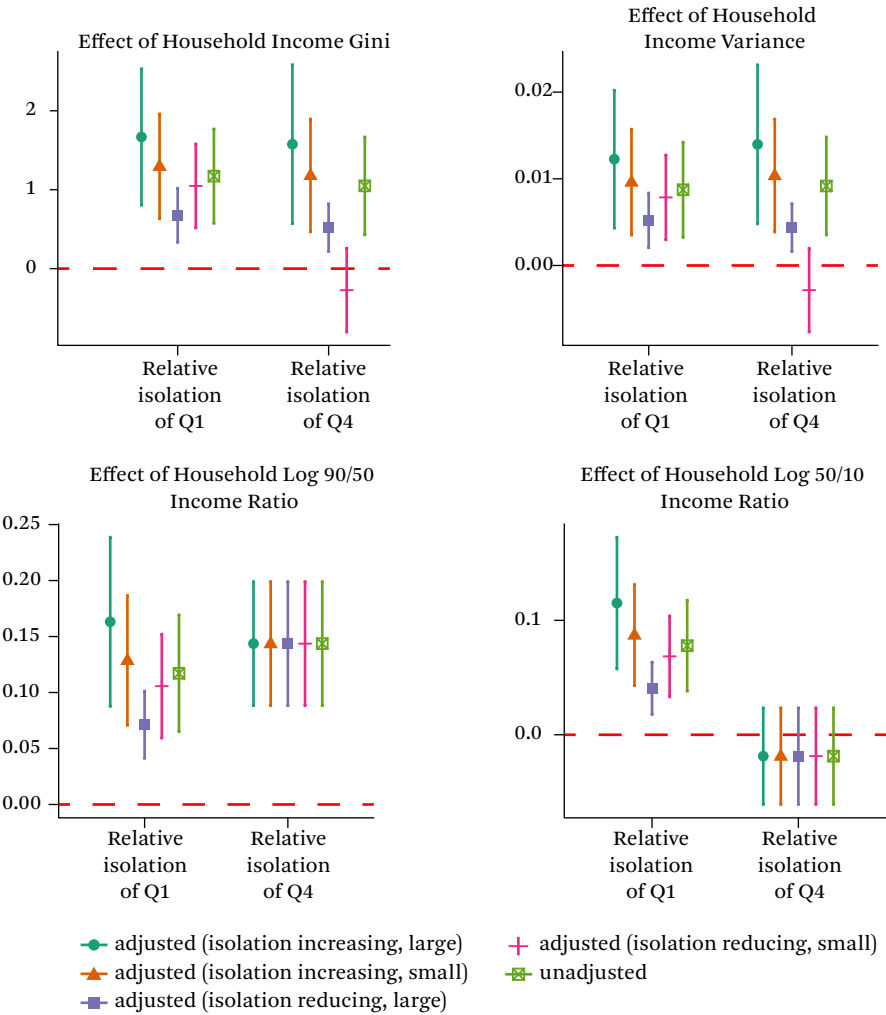 Effect of Household Income Gini
2
1
0
Relative
isolation
of Q1
Relative
isolation
of Q4
Effect of Household
Income Variance
0.02
0.01
0.00
Relative
isolation
of Q1
Relative
isolation
of Q4
Effect of Household Log 90/50
Income Ratio
0.25
0.20
0.15
0.10
0.05
0.00
Relative
isolation
of Q1
Relative
isolation
of Q4
Effect of Household Log 50/10
Income Ratio
0.1
0.0
Relative
isolation
of Q1
Relative
isolation
of Q4
adjusted (isolation increasing, large)
adjusted (isolation increasing, small)
adjusted (isolation reducing, large)
adjusted (isolation reducing, small)
unadjusted